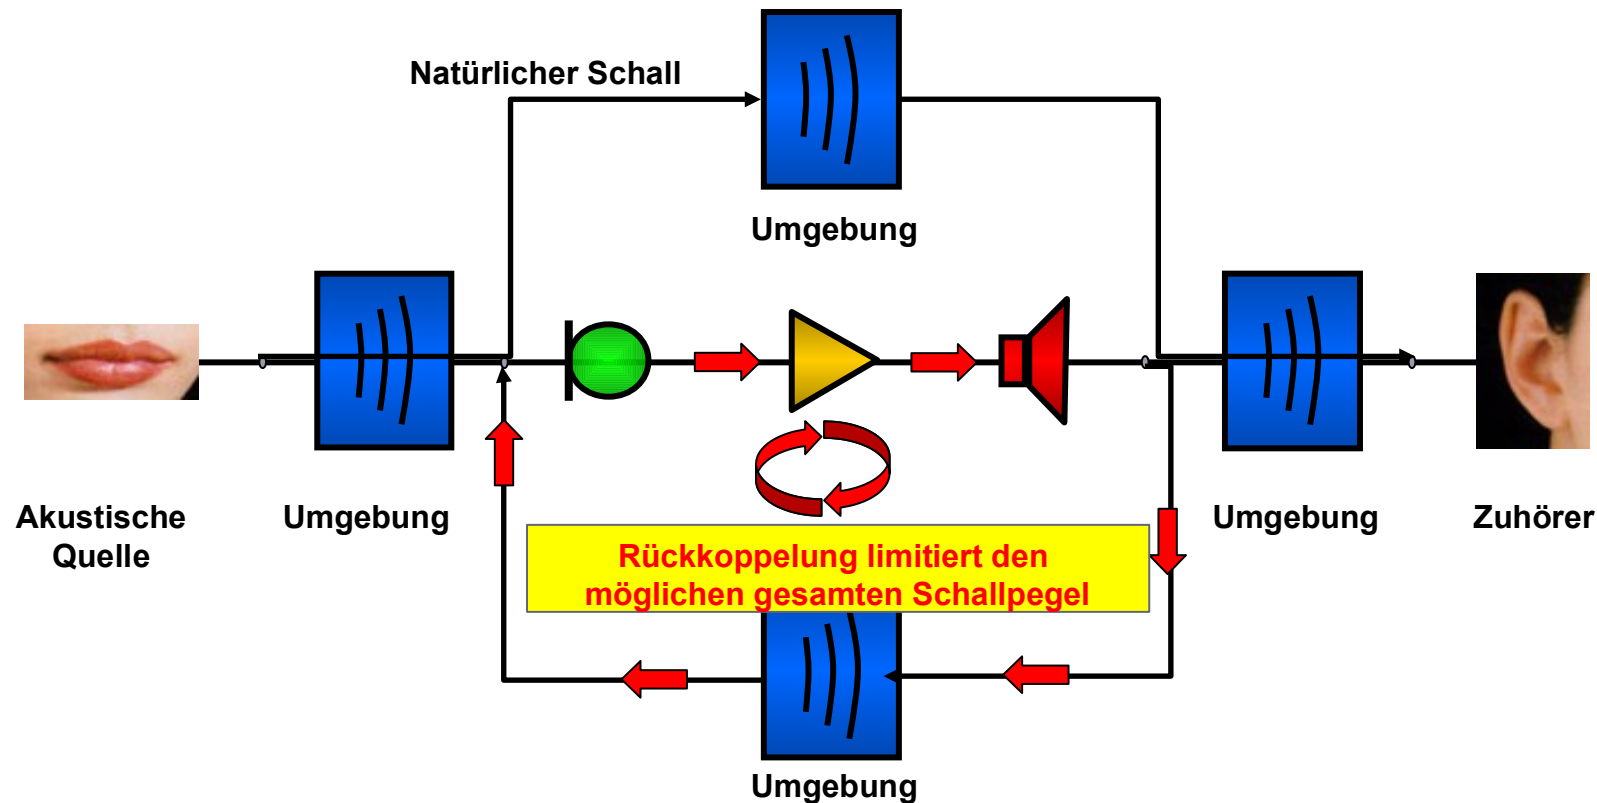 Natürlicher Schall
Umgebung
Akustische
Quelle
Umgebung
Umgebung
Zuhörer
Rückkoppelung limitiert den
möglichen gesamten Schallpegel
Umgebung